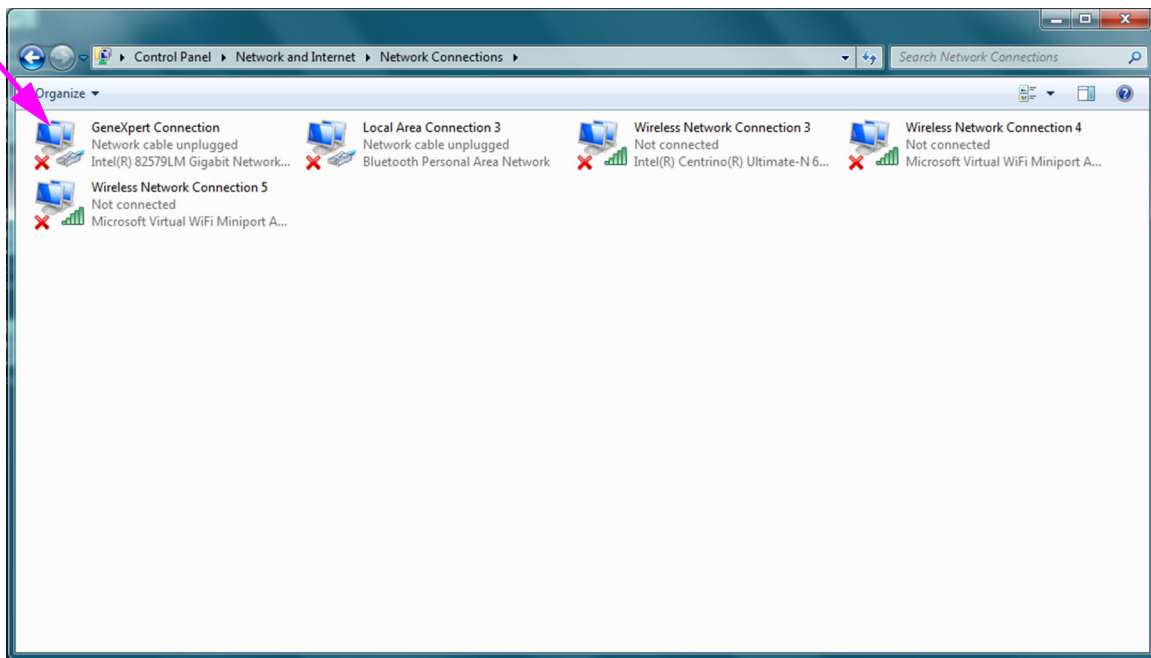 Control Panel ▸ Network and Internet ▸ Network Connections ▸
Search Network Connections
Organize
GeneXpert Connection
Network cable unplugged
Intel(R) 82579LM Gigabit Network...
Local Area Connection 3
Network cable unplugged
Bluetooth Personal Area Network
Wireless Network Connection 3
Not connected
Intel(R) Centrino(R) Ultimate-N 6...
Wireless Network Connection 4
Not connected
Microsoft Virtual WiFi Miniport A...
Wireless Network Connection 5
Not connected
Microsoft Virtual WiFi Miniport A...